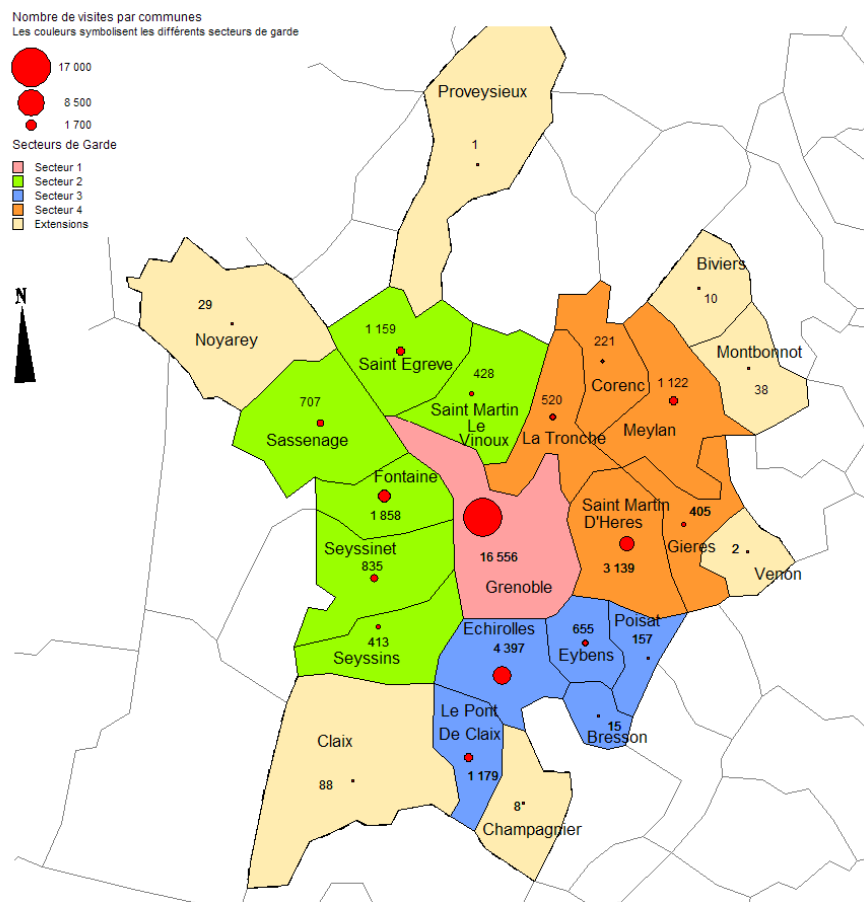 Nombre de visites par communes
Les couleurs symbolisent les différents secteurs de garde
17 000
8 500
1 700
Secteurs de Garde
Secteur 1
Secteur 2
Secteur 3
Secteur 4
Extensions
N
Proveysieux
1
Biviers
10
29
Noyarey
Montbonnot
38
1 159
Saint Egreve
428
Saint Martin
Le
Vinoux
221
Corenc
1 122
Meylan
520
La Tronche
707
Sassenage
Fontaine
1 858
Saint Martin
D'Heres
3 139
405
Gieres
2
Venon
Seyssinet
835
16 556
Grenoble
413
Seyssins
Echirolles
4 397
655
Eybens
Poisat
157
15
Bresson
Le Pont
De Claix
1 179
Claix
88
8
Champagnier